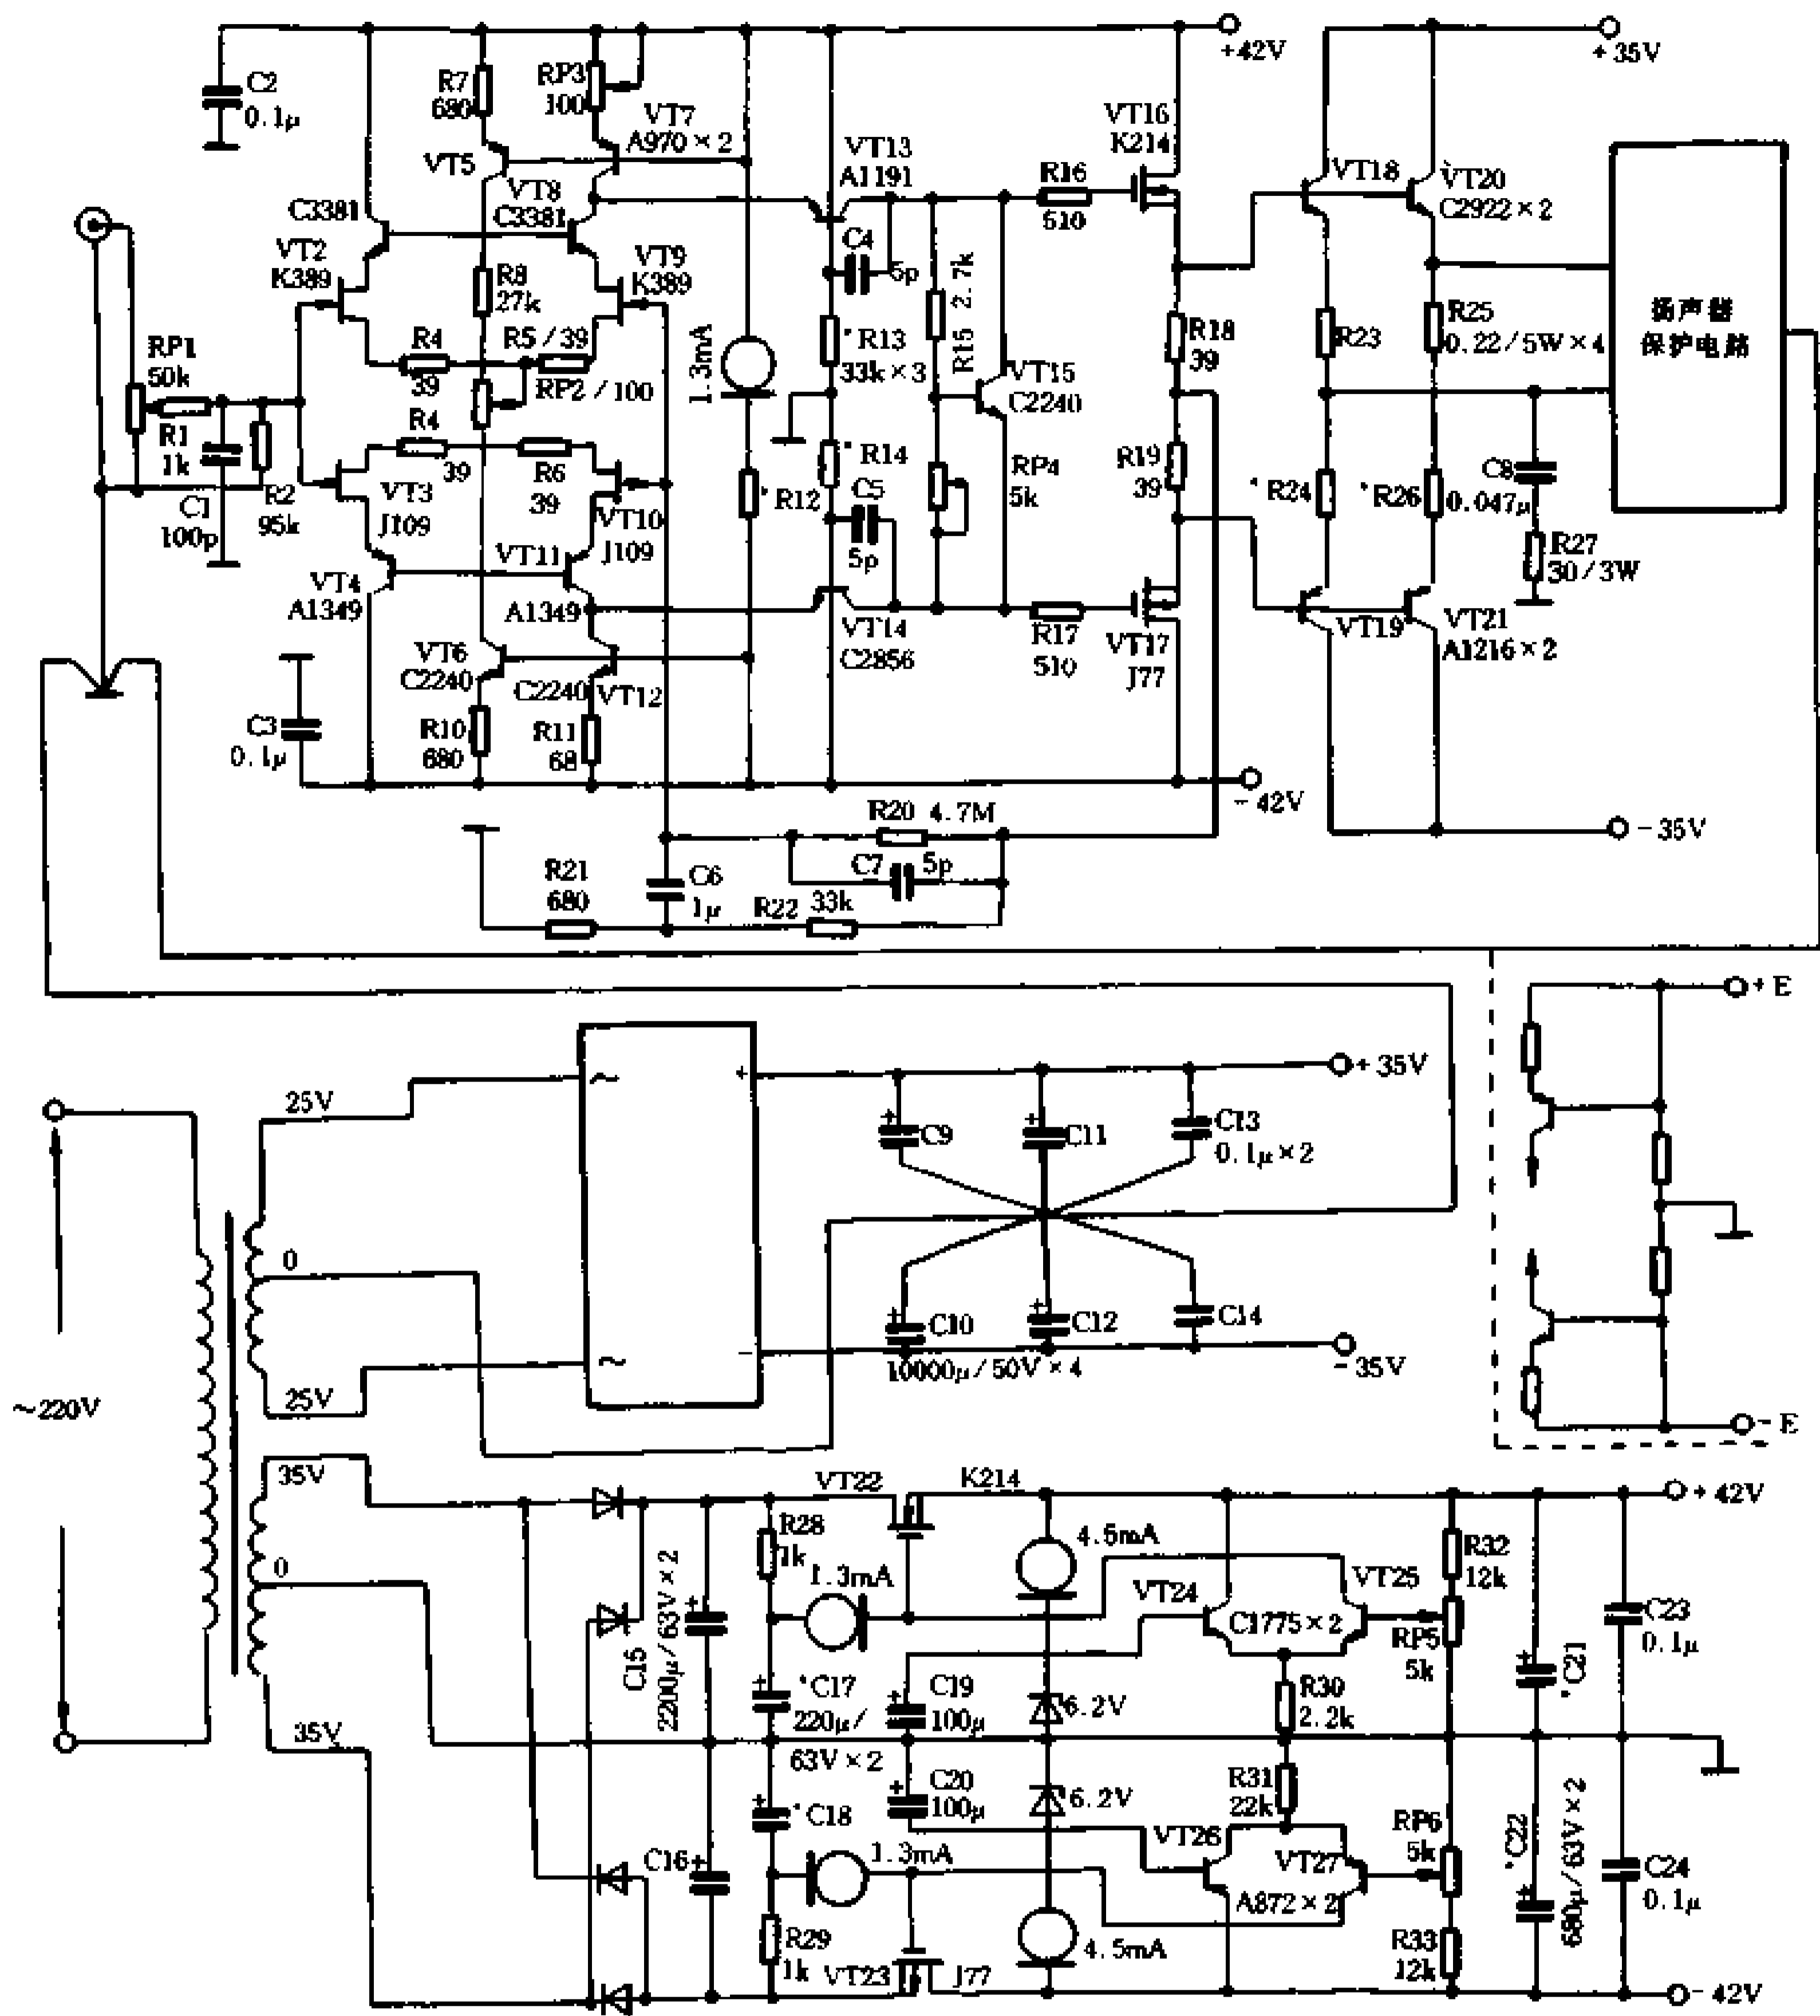 +42V
+35V
C2
0.1μ
R7
680
RP3
100
VT7
A970×2
VT5
VT8
C3381
C3381
VT13
A1191
VT16
K214
R16
510
VT18
VT20
C2922×2
VT2
K389
VT9
K389
C4
5p
R8
27k
2.7k
R15
R4
39
R5/39
RP2/100
1.3mA
*R13
33k×3
R18
39
R23
R25
0.22/5W×4
扬声器
保护电路
RP1
50k
R1
1k
VT15
C2240
R4
39
R6
39
*R14
RP4
5k
R19
39
C8
0.047μ
C1
100p
R2
95k
VT3
J109
VT10
J109
*R12
C5
5p
*R24
*R26
R27
30/3W
VT4
A1349
VT11
A1349
VT14
C2856
R17
510
VT17
J77
VT19
VT21
A1216×2
VT6
C2240
C2240
VT12
C3
0.1μ
R10
680
R11
68
-42V
-35V
R20 4.7M
C7
5p
R21
680
C6
1μ
R22
33k
+E
25V
~
+
+35V
C9
C11
C13
0.1μ×2
0
C10
C12
C14
10000μ/50V×4
25V
~
-
-35V
~220V
-E
35V
VT22
K214
+42V
R28
1k
4.5mA
R32
12k
1.3mA
VT24
VT25
C1775×2
0
C15
2200μ/63V×2
RP5
5k
C23
0.1μ
*C21
*C17
220μ/
63V×2
C19
100μ
6.2V
R30
2.2k
35V
*C18
C20
100μ
6.2V
R31
22k
C16
1.3mA
VT26
VT27
A872×2
RP6
5k
*C22
680μ/63V×2
C24
0.1μ
R29
1k
VT23
J77
4.5mA
R33
12k
-42V